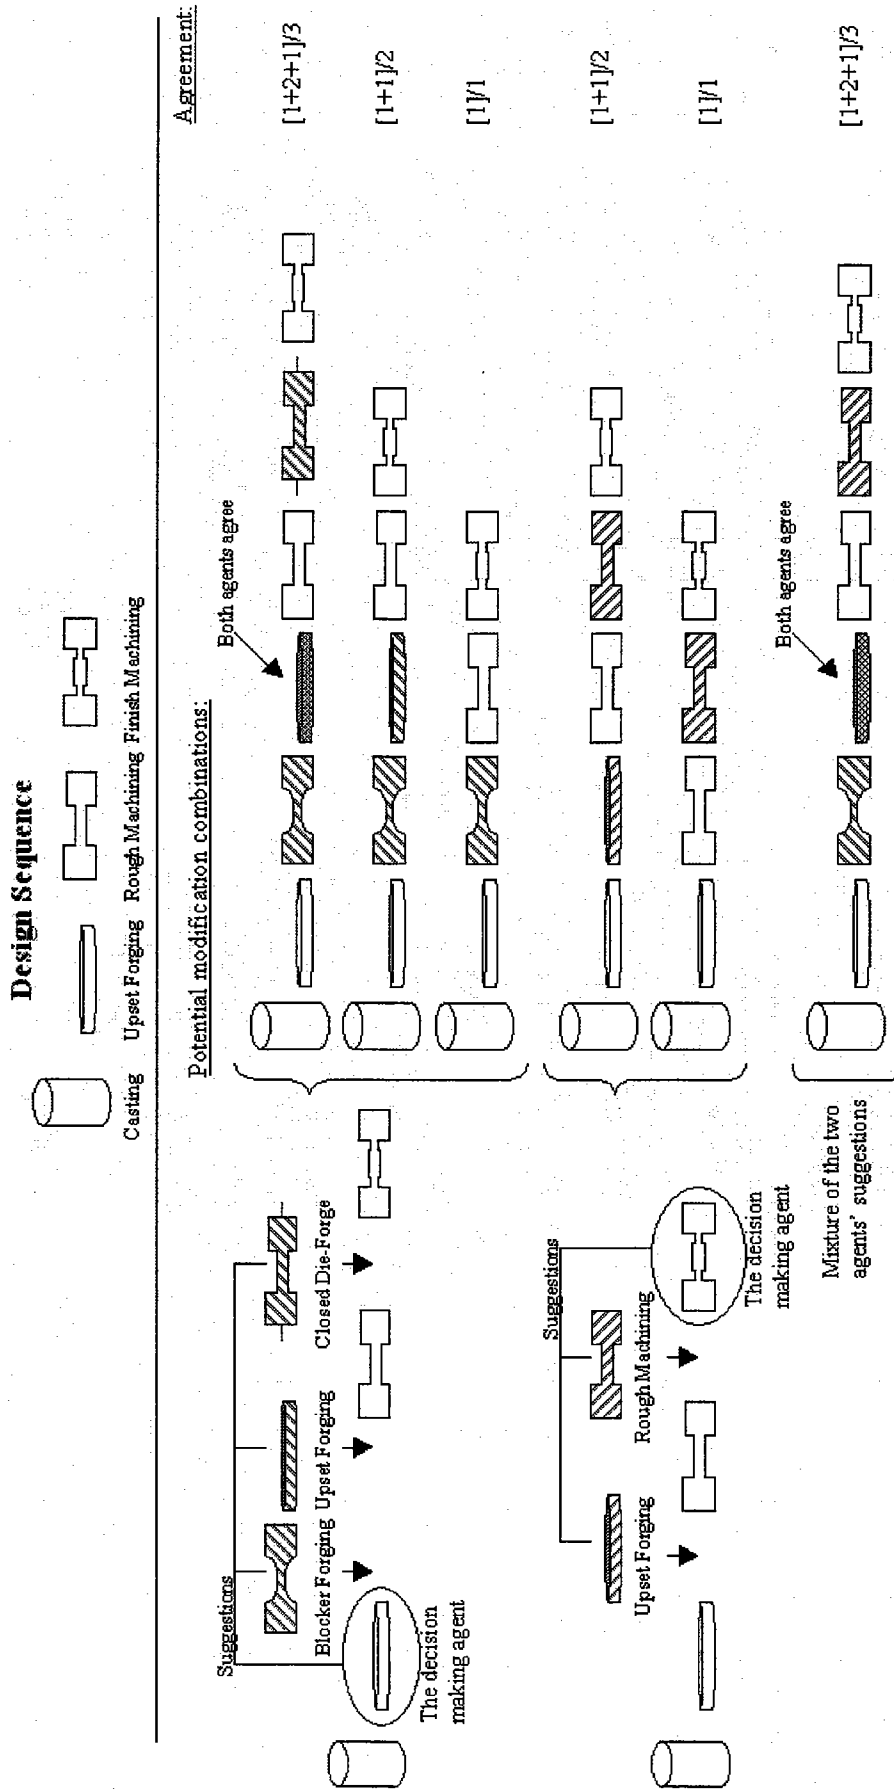 Design Sequence
Casting
Upset Forging
Rough Machining
Finish Machining
Suggestions
Blocker Forging
Upset Forging
Closed Die-Forge
The decision
making agent
Suggestions
Upset Forging
Rough Machining
The decision
making agent
Potential modification combinations:
Agreement:
Both agents agree
[1+2+1]/3
[1+1]/2
[1]/1
[1+1]/2
[1]/1
Mixture of the two
agents' suggestions
Both agents agree
[1+2+1]/3